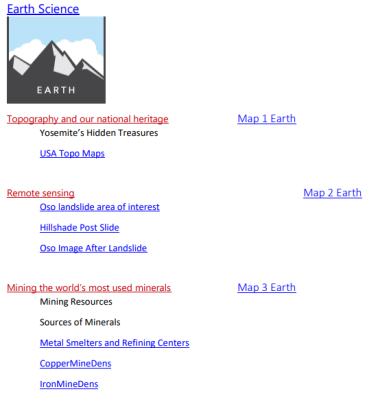 Earth Science
EARTH
Topography and our national heritage Map 1 Earth
Yosemite's Hidden Treasures
USA Topo Maps
Remote sensing Map 2 Earth
Oso landslide area of interest
Hillshade Post Slide
Oso Image After Landslide
Mining the world's most used minerals Map 3 Earth
Mining Resources
Sources of Minerals
Metal Smelters and Refining Centers
CopperMineDens
IronMineDens